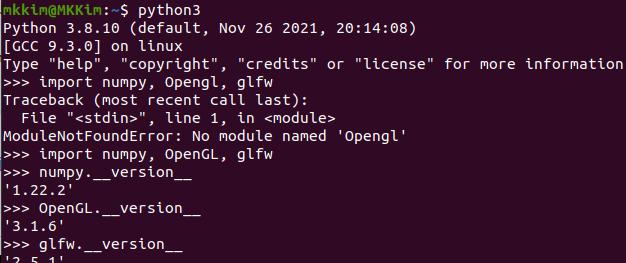 mkkim@MKKim:~$ python3
Python 3.8.10 (default, Nov 26 2021, 20:14:08)
[GCC 9.3.0] on linux
Type "help", "copyright", "credits" or "license" for more information
>>> import numpy, Opengl, glfw
Traceback (most recent call last):
  File "<stdin>", line 1, in <module>
ModuleNotFoundError: No module named 'Opengl'
>>> import numpy, OpenGL, glfw
>>> numpy.__version__
'1.22.2'
>>> OpenGL.__version__
'3.1.6'
>>> glfw.__version__
'2.5.1'